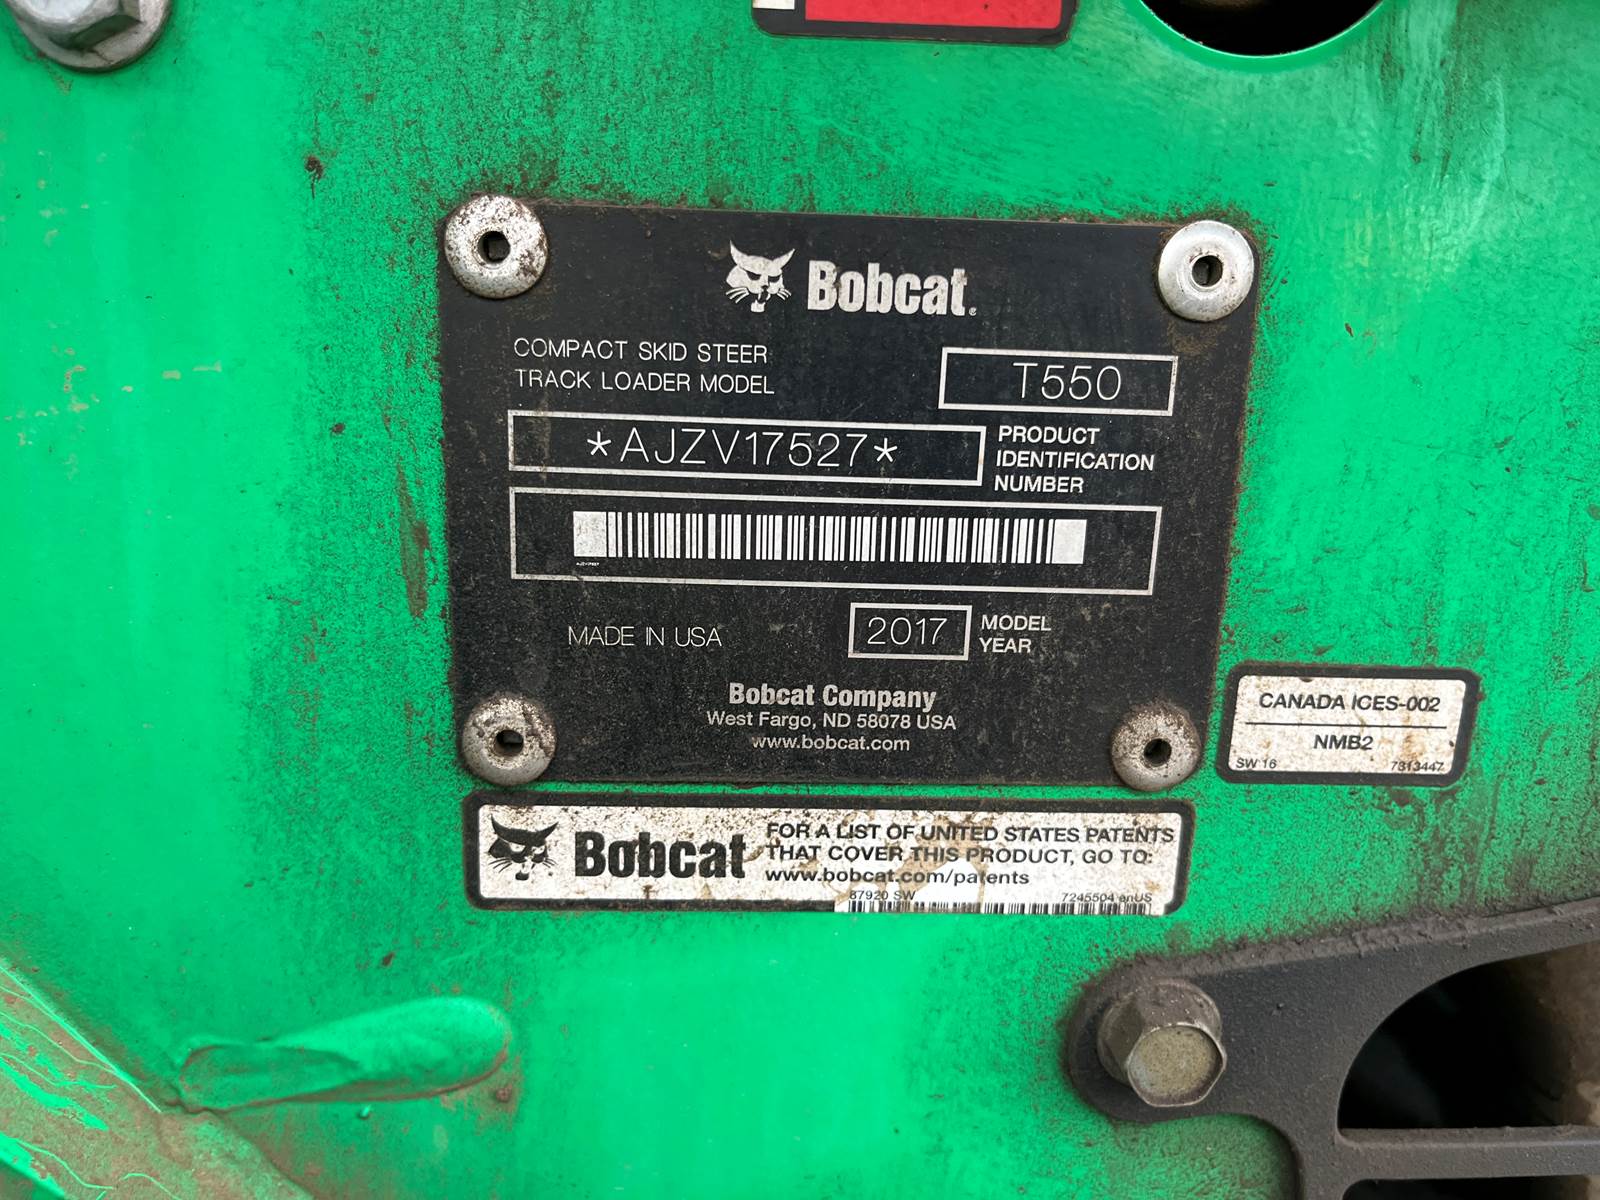 Bobcat
COMPACT SKID STEER
TRACK LOADER MODEL
T550
*AJZV17527*
PRODUCT
IDENTIFICATION
NUMBER
AJZV17527
MADE IN USA
2017
MODEL
YEAR
Bobcat Company
West Fargo, ND 58078 USA
www.bobcat.com
CANADA ICES-002
NMB2
SW 16 7313447
Bobcat
FOR A LIST OF UNITED STATES PATENTS
THAT COVER THIS PRODUCT, GO TO:
www.bobcat.com/patents
87920 SW 7245504 enUS